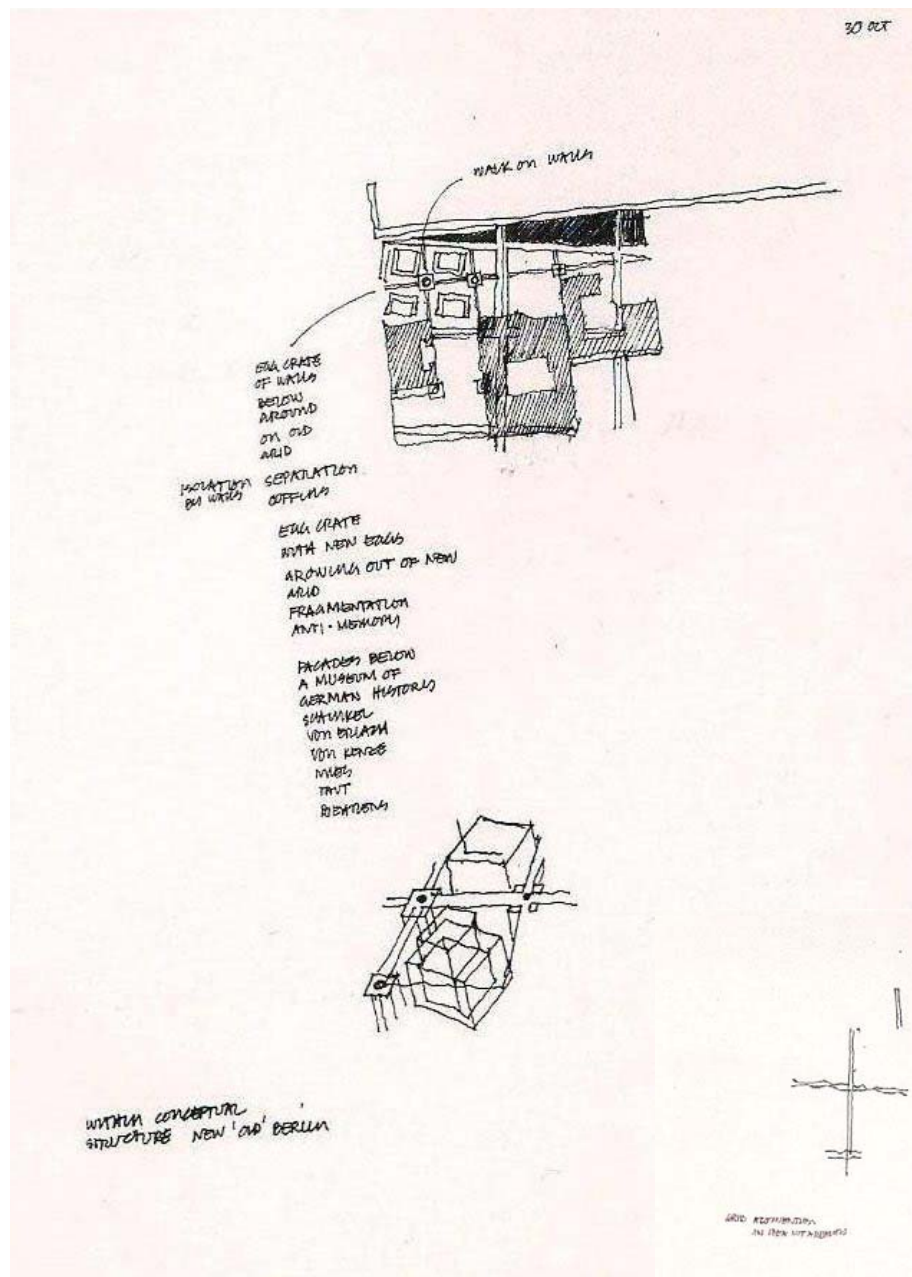 30 OCT
WALK ON WALLS
EGG CRATE
OF WALLS
BELOW
AROUND
ON OLD
GRID
ISOLATION SEPARATION
BY WALLS COFFINS
EGG CRATE
WITH NEW EGGS
GROWING OUT OF NEW
GRID
FRAGMENTATION
ANTI-MEMORY
FACADES BELOW
A MUSEUM OF
GERMAN HISTORY
SCHINKEL
VON ERLACH
VON KENZE
MIES
TAUT
BEHRENS
WITHIN CONCEPTUAL
STRUCTURE NEW 'OLD' BERLIN
GRID
IN